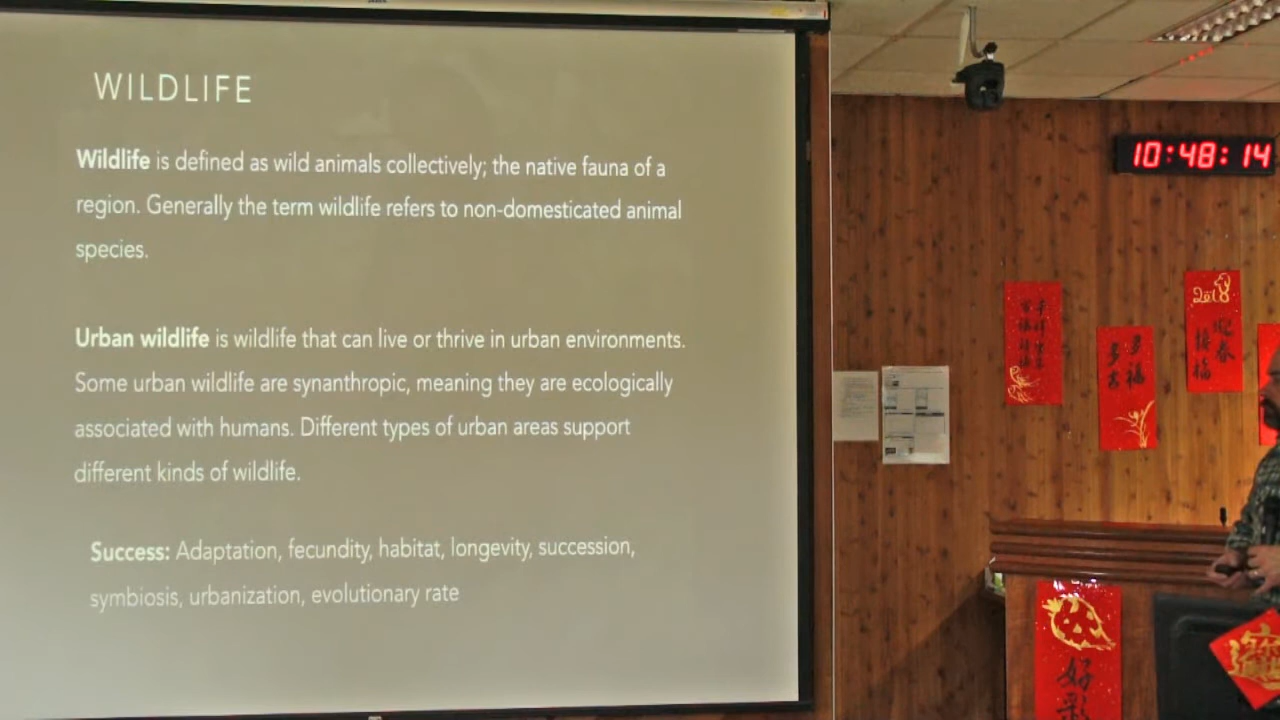 WILDLIFE
Wildlife is defined as wild animals collectively; the native fauna of a
region. Generally the term wildlife refers to non-domesticated animal
species.
Urban wildlife is wildlife that can live or thrive in urban environments.
Some urban wildlife are synanthropic, meaning they are ecologically
associated with humans. Different types of urban areas support
different kinds of wildlife.
Success: Adaptation, fecundity, habitat, longevity, succession,
symbiosis, urbanization, evolutionary rate
10:48:14
多福
多吉
2018
迎春
接福
好彩